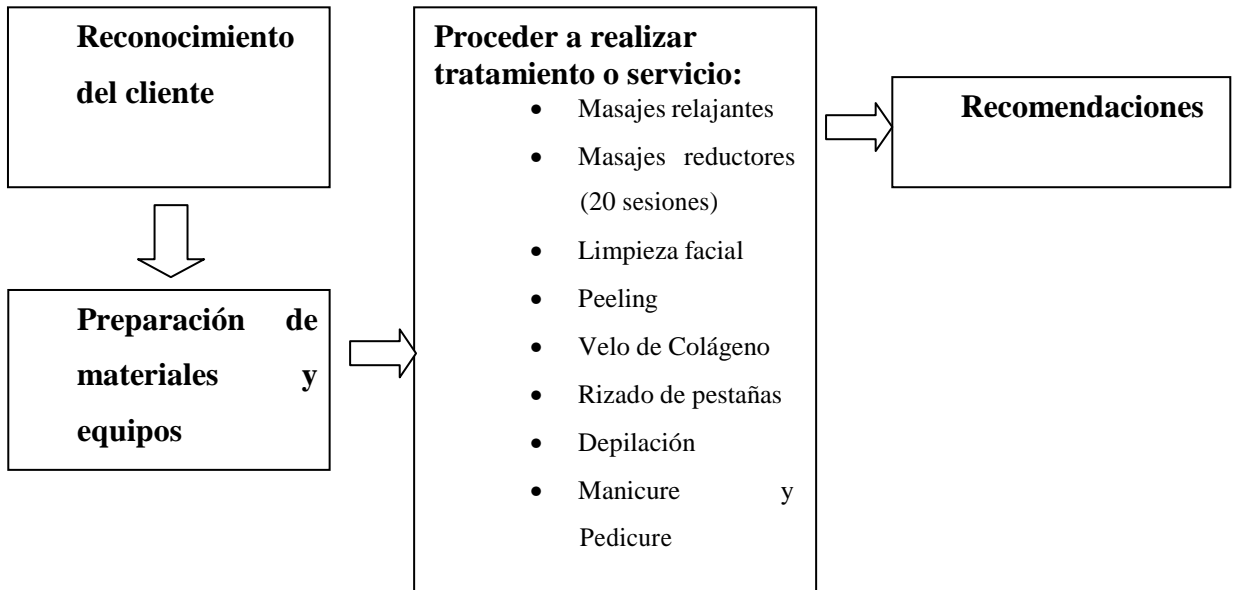 Reconocimiento
del cliente
Preparación de
materiales y
equipos
Proceder a realizar
tratamiento o servicio:
• Masajes relajantes
• Masajes reductores
(20 sesiones)
• Limpieza facial
• Peeling
• Velo de Colágeno
• Rizado de pestañas
• Depilación
• Manicure y
Pedicure
Recomendaciones